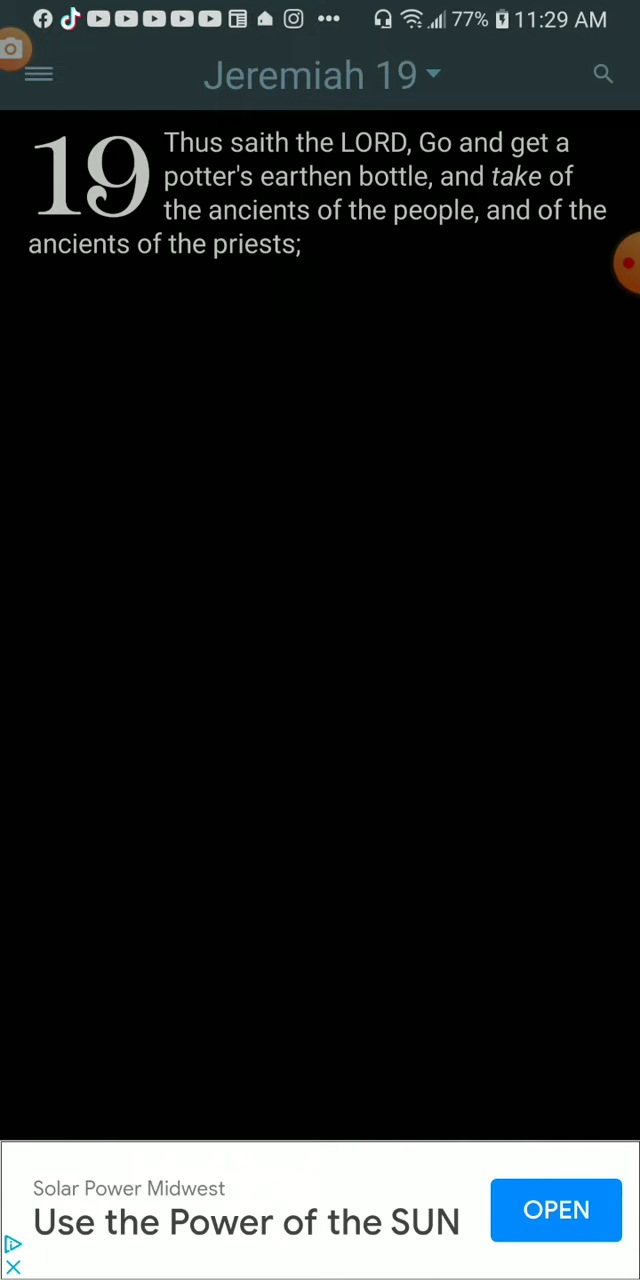 77% 11:29 AM
Jeremiah 19
19 Thus saith the LORD, Go and get a
potter's earthen bottle, and take of
the ancients of the people, and of the
ancients of the priests;
Solar Power Midwest
Use the Power of the SUN
OPEN